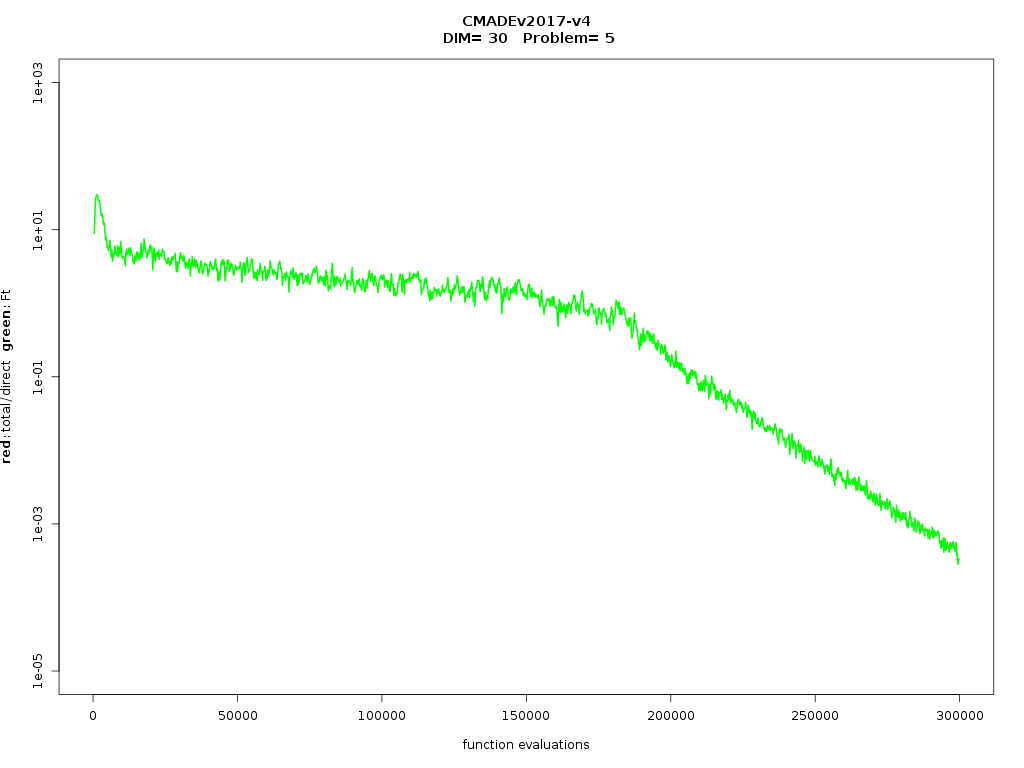 CMADEv2017-v4
DIM= 30   Problem= 5
1e+03
1e+01
1e-01
1e-03
1e-05
red:total/direct  green: Ft
0
50000
100000
150000
200000
250000
300000
function evaluations